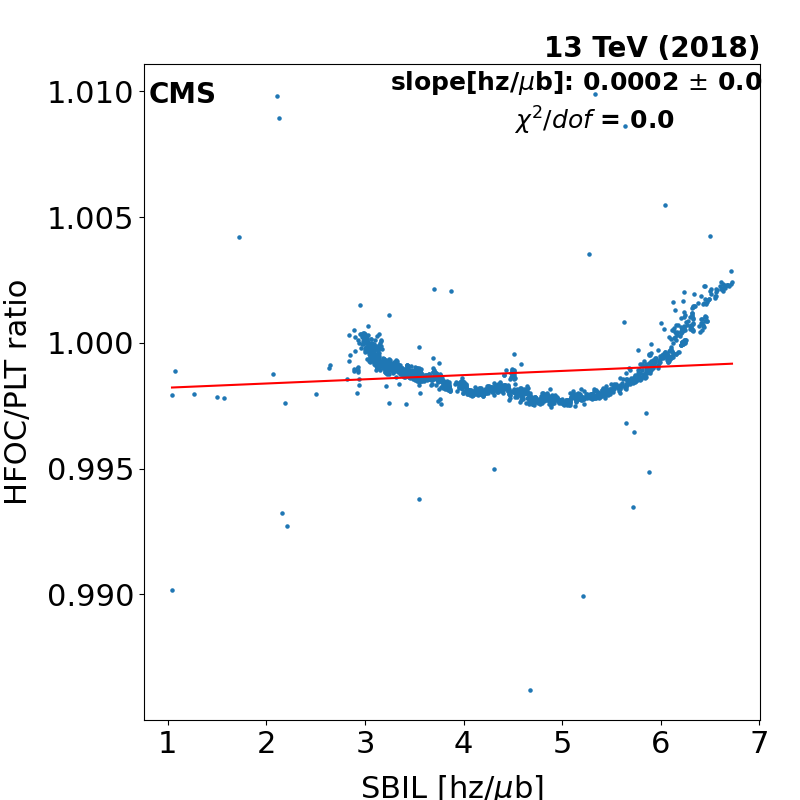 13 TeV (2018)
CMS
slope[hz/μb]: 0.0002 ± 0.0
χ²/dof = 0.0
HFOC/PLT ratio
1.010
1.005
1.000
0.995
0.990
1 2 3 4 5 6 7
SBIL [hz/μb]